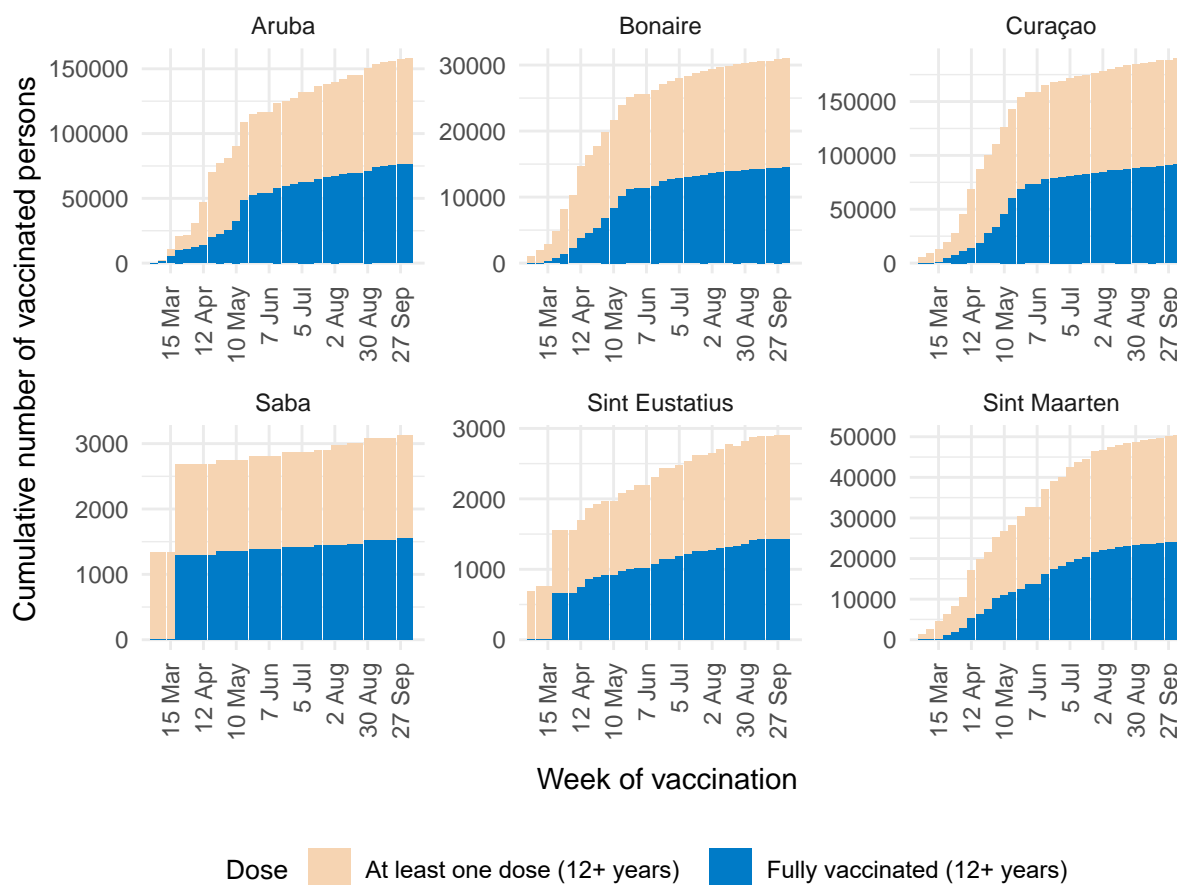 Aruba
Bonaire
Curaçao
Cumulative number of vaccinated persons
150000
100000
50000
0
30000
20000
10000
0
150000
100000
50000
0
15 Mar
12 Apr
10 May
7 Jun
5 Jul
2 Aug
30 Aug
27 Sep
15 Mar
12 Apr
10 May
7 Jun
5 Jul
2 Aug
30 Aug
27 Sep
15 Mar
12 Apr
10 May
7 Jun
5 Jul
2 Aug
30 Aug
27 Sep
Saba
Sint Eustatius
Sint Maarten
3000
2000
1000
0
3000
2000
1000
0
50000
40000
30000
20000
10000
0
15 Mar
12 Apr
10 May
7 Jun
5 Jul
2 Aug
30 Aug
27 Sep
15 Mar
12 Apr
10 May
7 Jun
5 Jul
2 Aug
30 Aug
27 Sep
15 Mar
12 Apr
10 May
7 Jun
5 Jul
2 Aug
30 Aug
27 Sep
Week of vaccination
Dose At least one dose (12+ years) Fully vaccinated (12+ years)